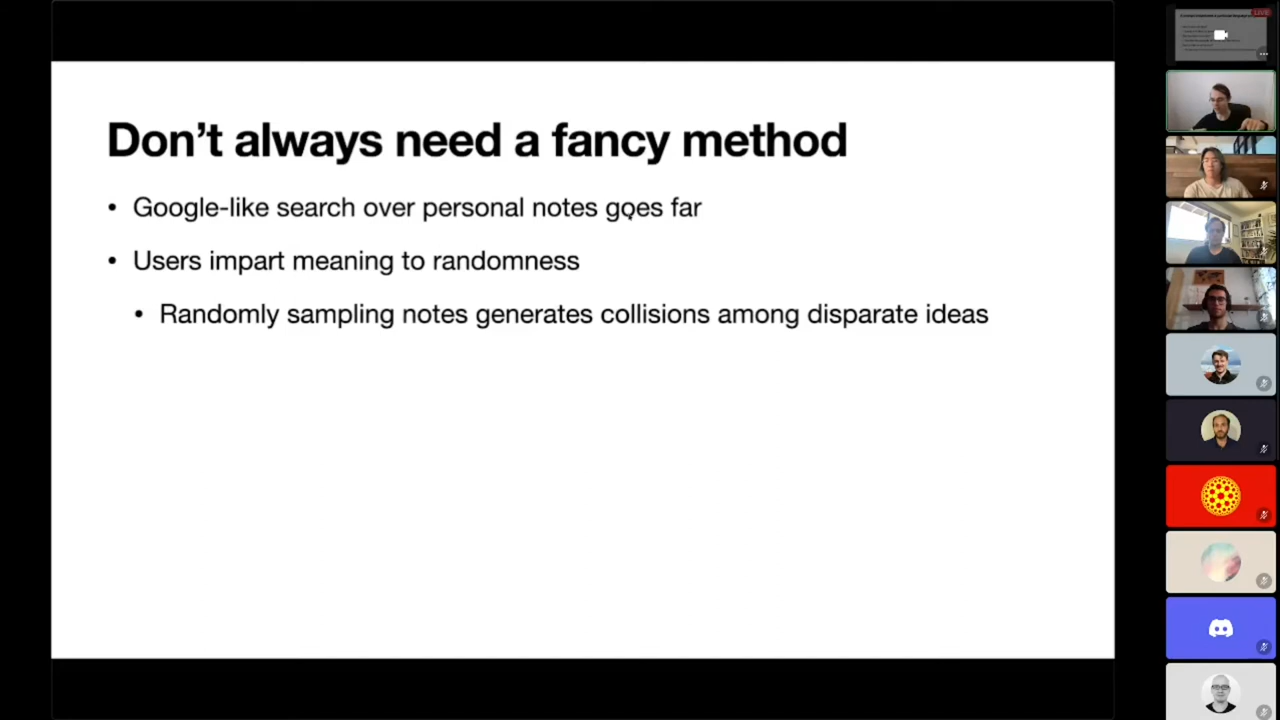 Don't always need a fancy method
• Google-like search over personal notes goes far
• Users impart meaning to randomness
• Randomly sampling notes generates collisions among disparate ideas
LIVE